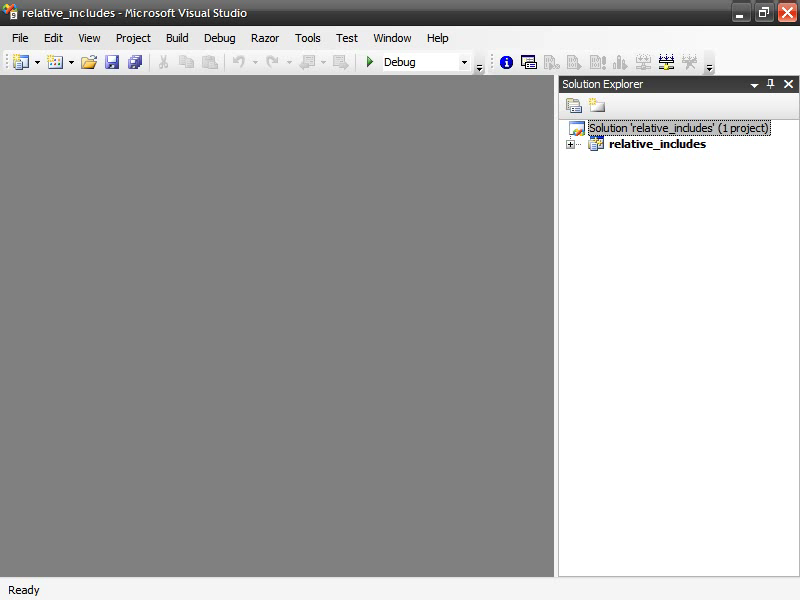 relative_includes - Microsoft Visual Studio
File Edit View Project Build Debug Razor Tools Test Window Help
Debug
Solution Explorer
Solution 'relative_includes' (1 project)
relative_includes
Ready